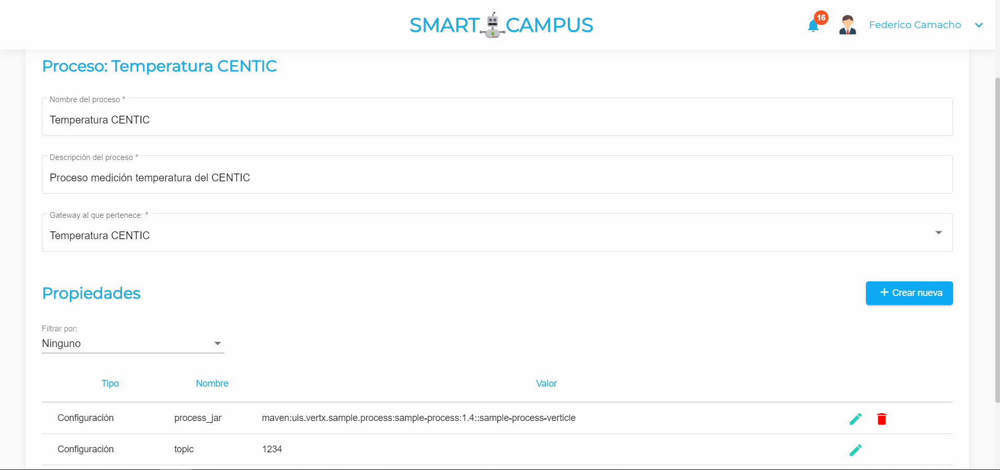 SMART CAMPUS
16
Federico Camacho
Proceso: Temperatura CENTIC
Nombre del proceso *
Temperatura CENTIC
Descripción del proceso *
Proceso medición temperatura del CENTIC
Gateway al que pertenece: *
Temperatura CENTIC
Propiedades
+ Crear nueva
Filtrar por:
Ninguno
Tipo Nombre Valor
Configuración process_jar maven:uis.vertx.sample.process:sample-process:1.4::sample-process-verticle
Configuración topic 1234